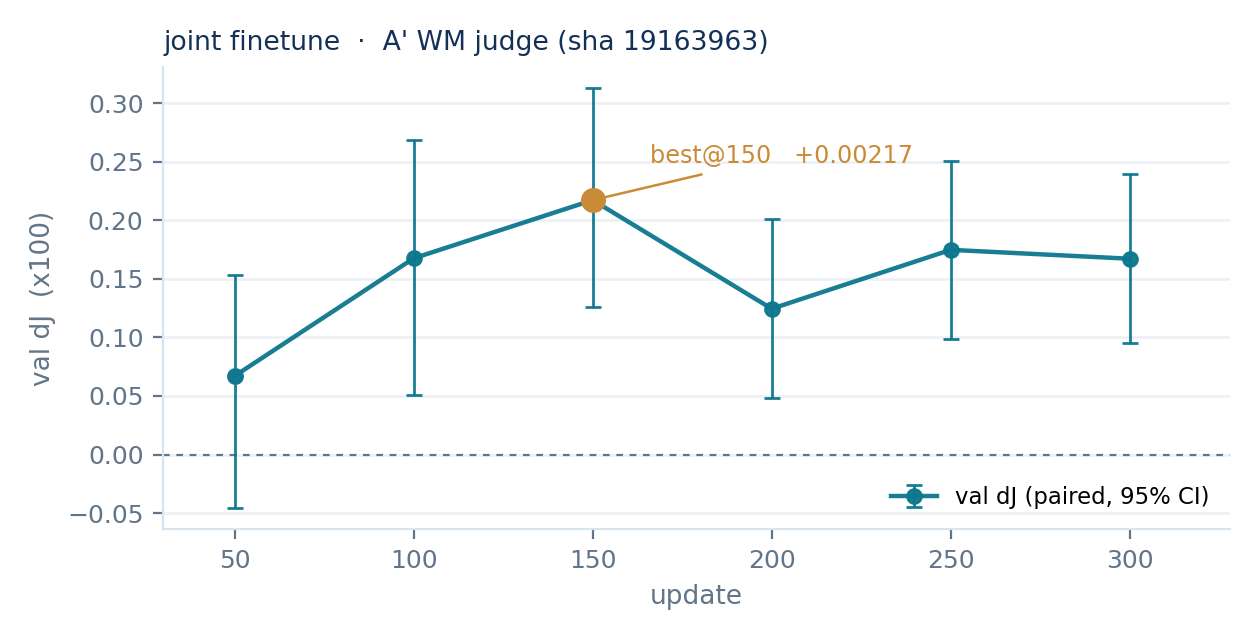 joint finetune · A' WM judge (sha 19163963)
0.30
0.25
0.20
0.15
0.10
0.05
0.00
−0.05
val dJ (x100)
best@150 +0.00217
val dJ (paired, 95% CI)
50 100 150 200 250 300
update